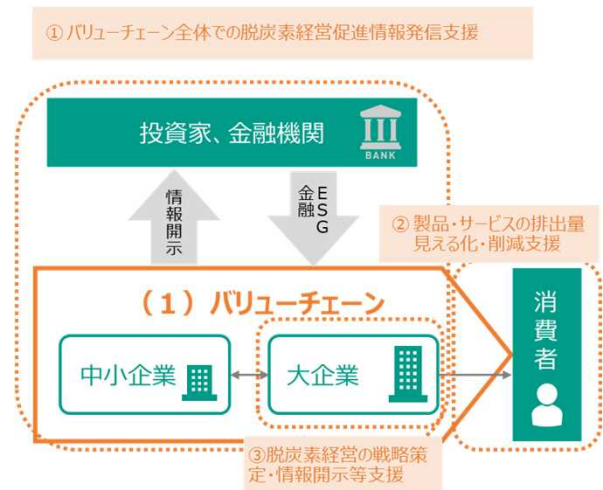 ① バリューチェーン全体での脱炭素経営促進情報発信支援
投資家、金融機関
BANK
情報開示
ESG
金融
② 製品・サービスの排出量
見える化・削減支援
（１）バリューチェーン
中小企業
大企業
消費者
③脱炭素経営の戦略策
定・情報開示等支援